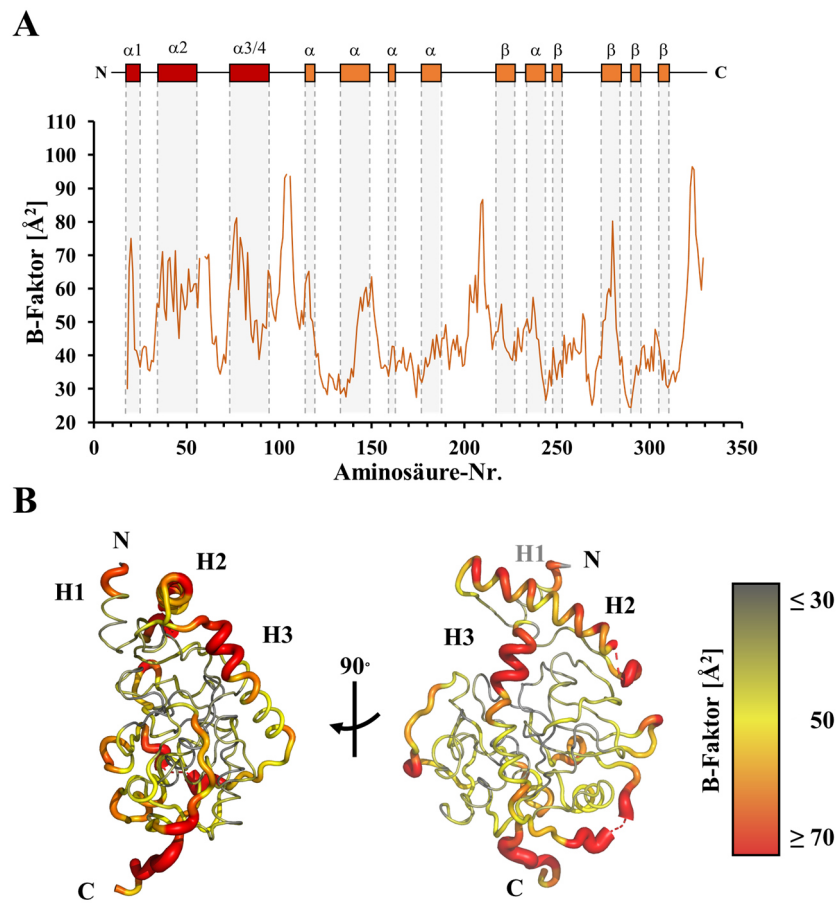 A
α1 α2 α3/4 α α α α β α β β β β
N C
B-Faktor [Å²]
110
100
90
80
70
60
50
40
30
20
0 50 100 150 200 250 300 350
Aminosäure-Nr.
B
N
H1
H2
H3
C
90°
H1
N
H2
H3
C
B-Faktor [Å²]
≤ 30
50
≥ 70